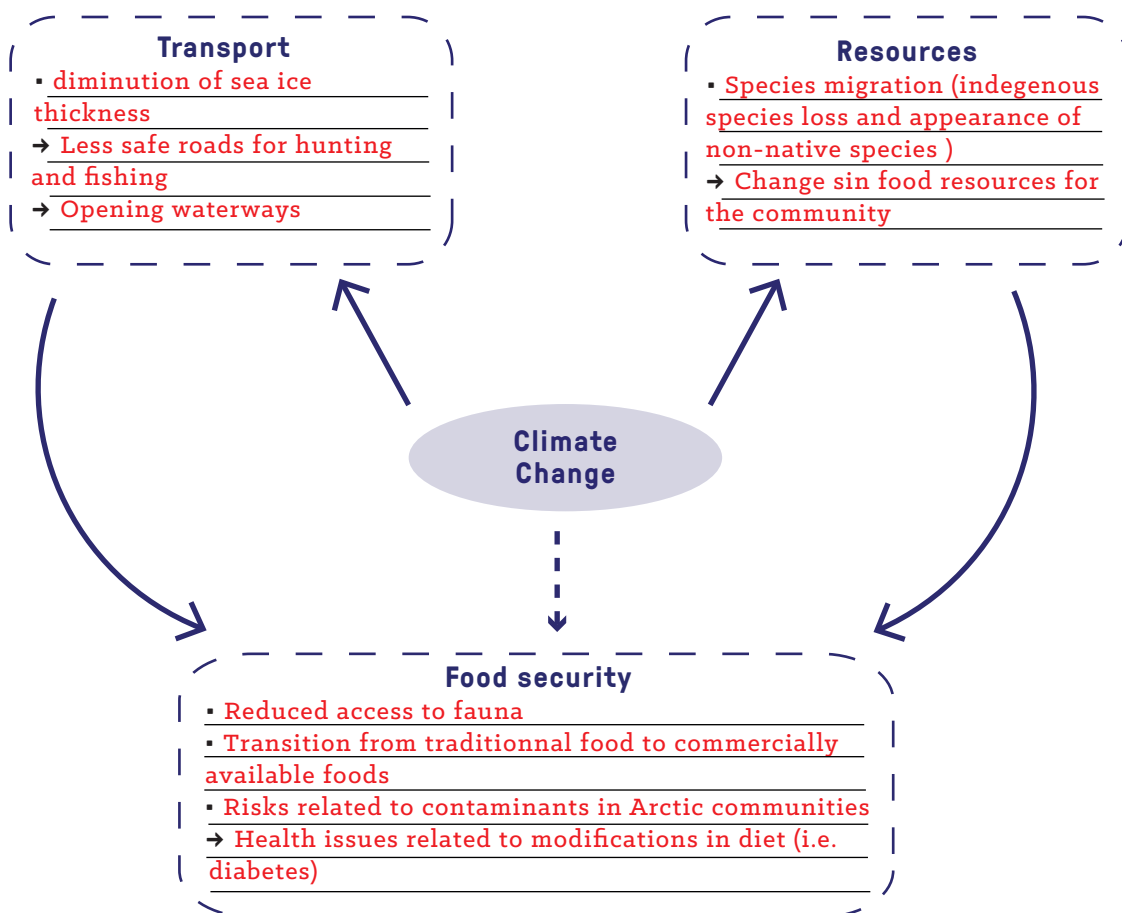 Transport
▪ diminution of sea ice
thickness
→ Less safe roads for hunting
and fishing
→ Opening waterways
Resources
▪ Species migration (indegenous
species loss and appearance of
non-native species )
→ Change sin food resources for
the community
Climate
Change
Food security
▪ Reduced access to fauna
▪ Transition from traditionnal food to commercially
available foods
▪ Risks related to contaminants in Arctic communities
→ Health issues related to modifications in diet (i.e.
diabetes)